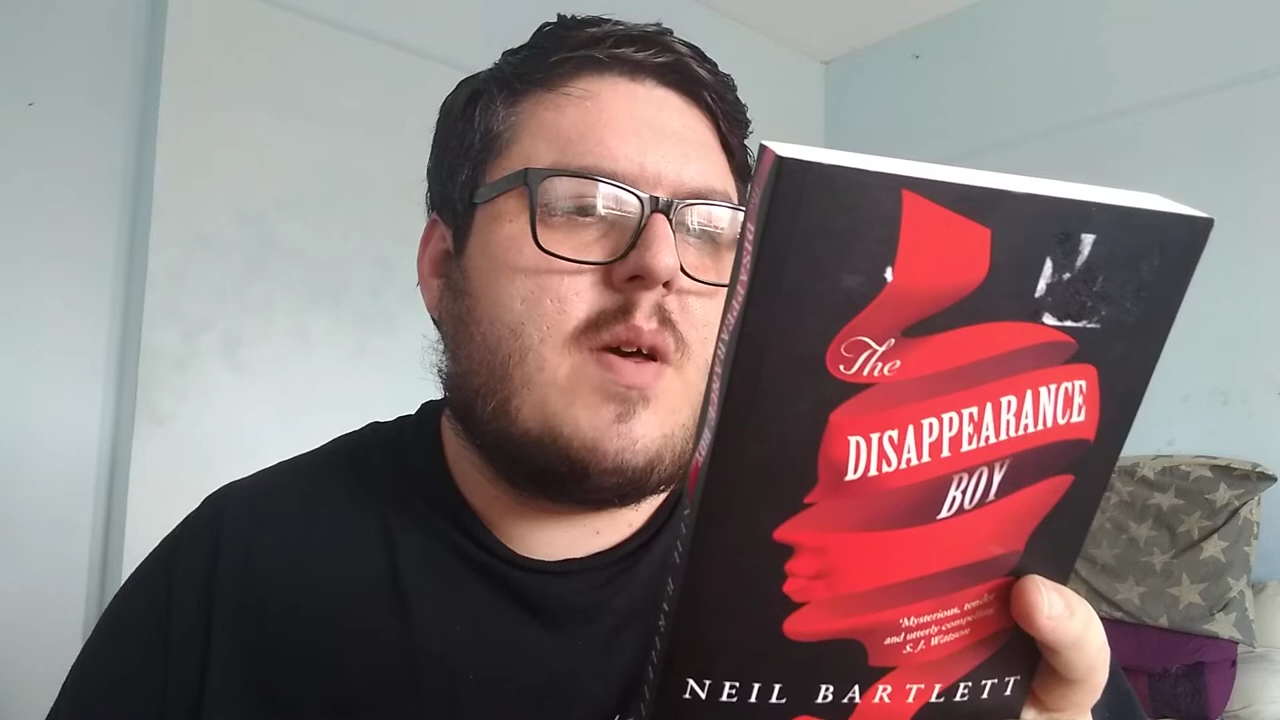 The
DISAPPEARANCE
BOY
'Mysterious, tender
and utterly compelling'
S. J. Watson
NEIL BARTLETT